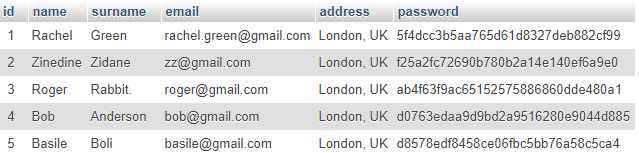 id name surname email address password
1 Rachel Green rachel.green@gmail.com London, UK 5f4dcc3b5aa765d61d8327deb882cf99
2 Zinedine Zidane zz@gmail.com London, UK f25a2fc72690b780b2a14e140ef6a9e0
3 Roger Rabbit. roger@gmail.com London, UK ab4f63f9ac65152575886860dde480a1
4 Bob Anderson bob@gmail.com London, UK d0763edaa9d9bd2a9516280e9044d885
5 Basile Boli basile@gmail.com London, UK d8578edf8458ce06fbc5bb76a58c5ca4